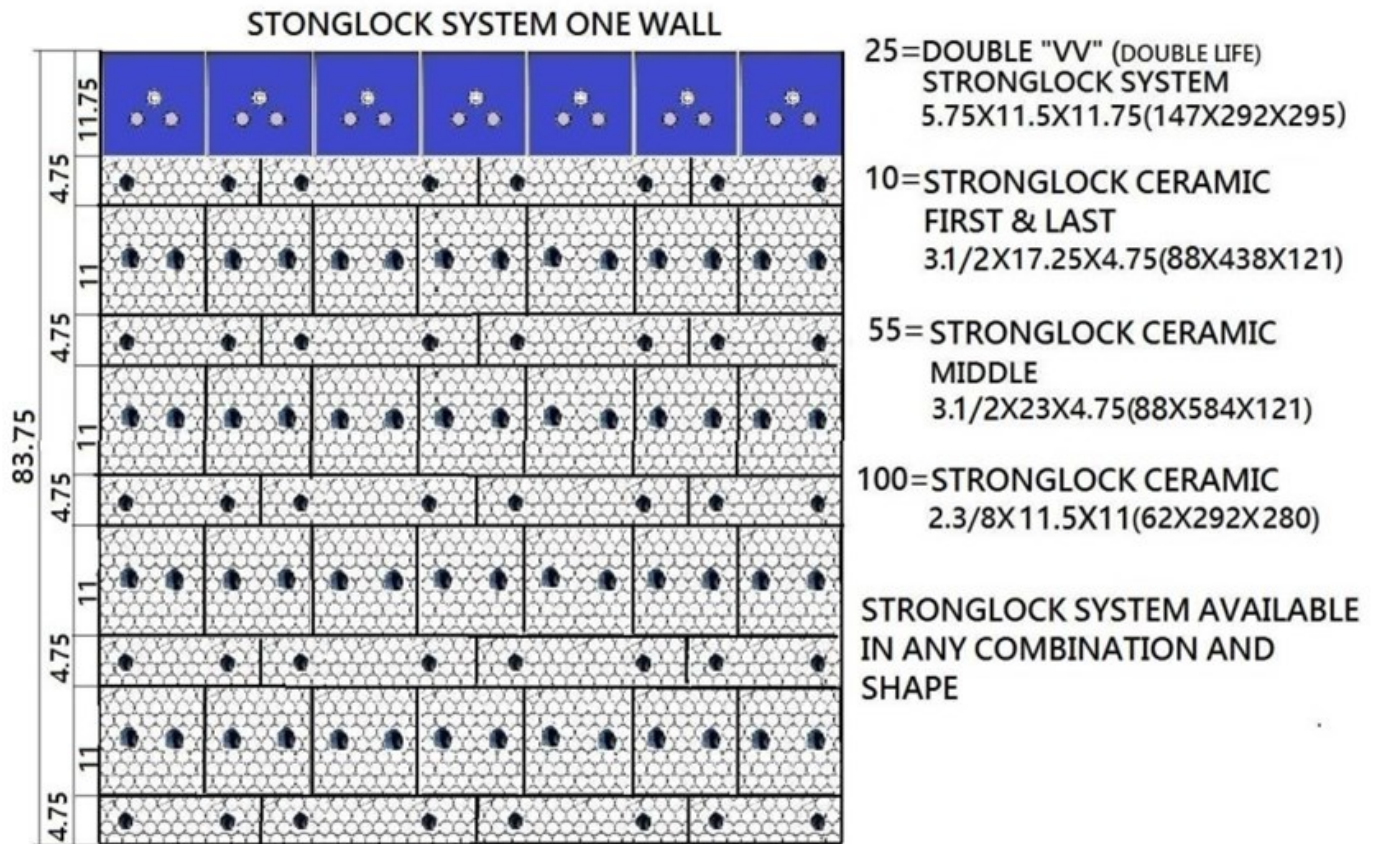 STONGLOCK SYSTEM ONE WALL
11.75
4.75
11
4.75
11
4.75
11
4.75
11
4.75
83.75
25=DOUBLE "VV" (DOUBLE LIFE)
STRONGLOCK SYSTEM
5.75X11.5X11.75(147X292X295)
10=STRONGLOCK CERAMIC
FIRST & LAST
3.1/2X17.25X4.75(88X438X121)
55= STRONGLOCK CERAMIC
MIDDLE
3.1/2X23X4.75(88X584X121)
100=STRONGLOCK CERAMIC
2.3/8X11.5X11(62X292X280)
STRONGLOCK SYSTEM AVAILABLE
IN ANY COMBINATION AND
SHAPE